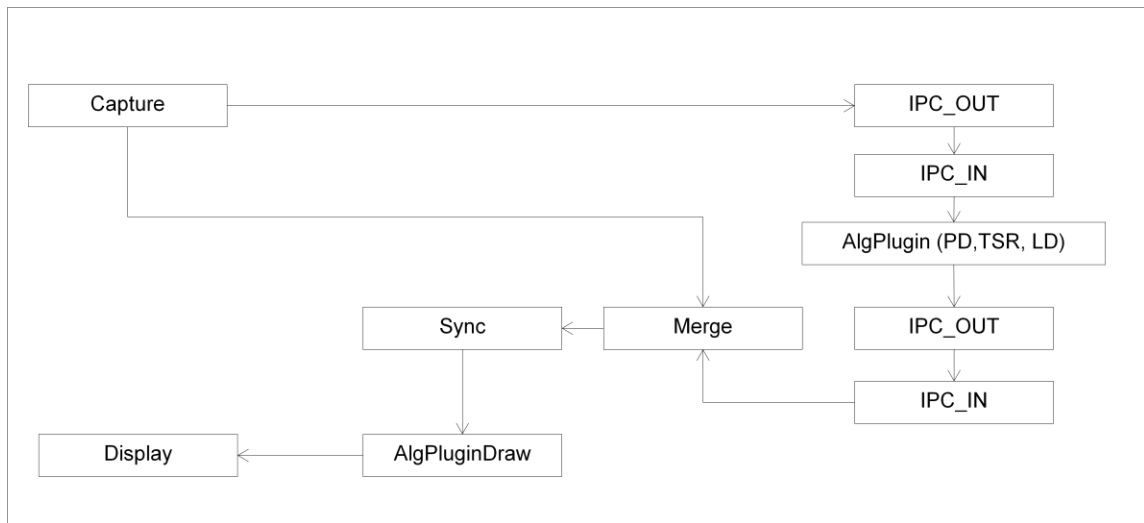 Capture
IPC_OUT
IPC_IN
AlgPlugin (PD,TSR, LD)
Sync
Merge
IPC_OUT
IPC_IN
Display
AlgPluginDraw